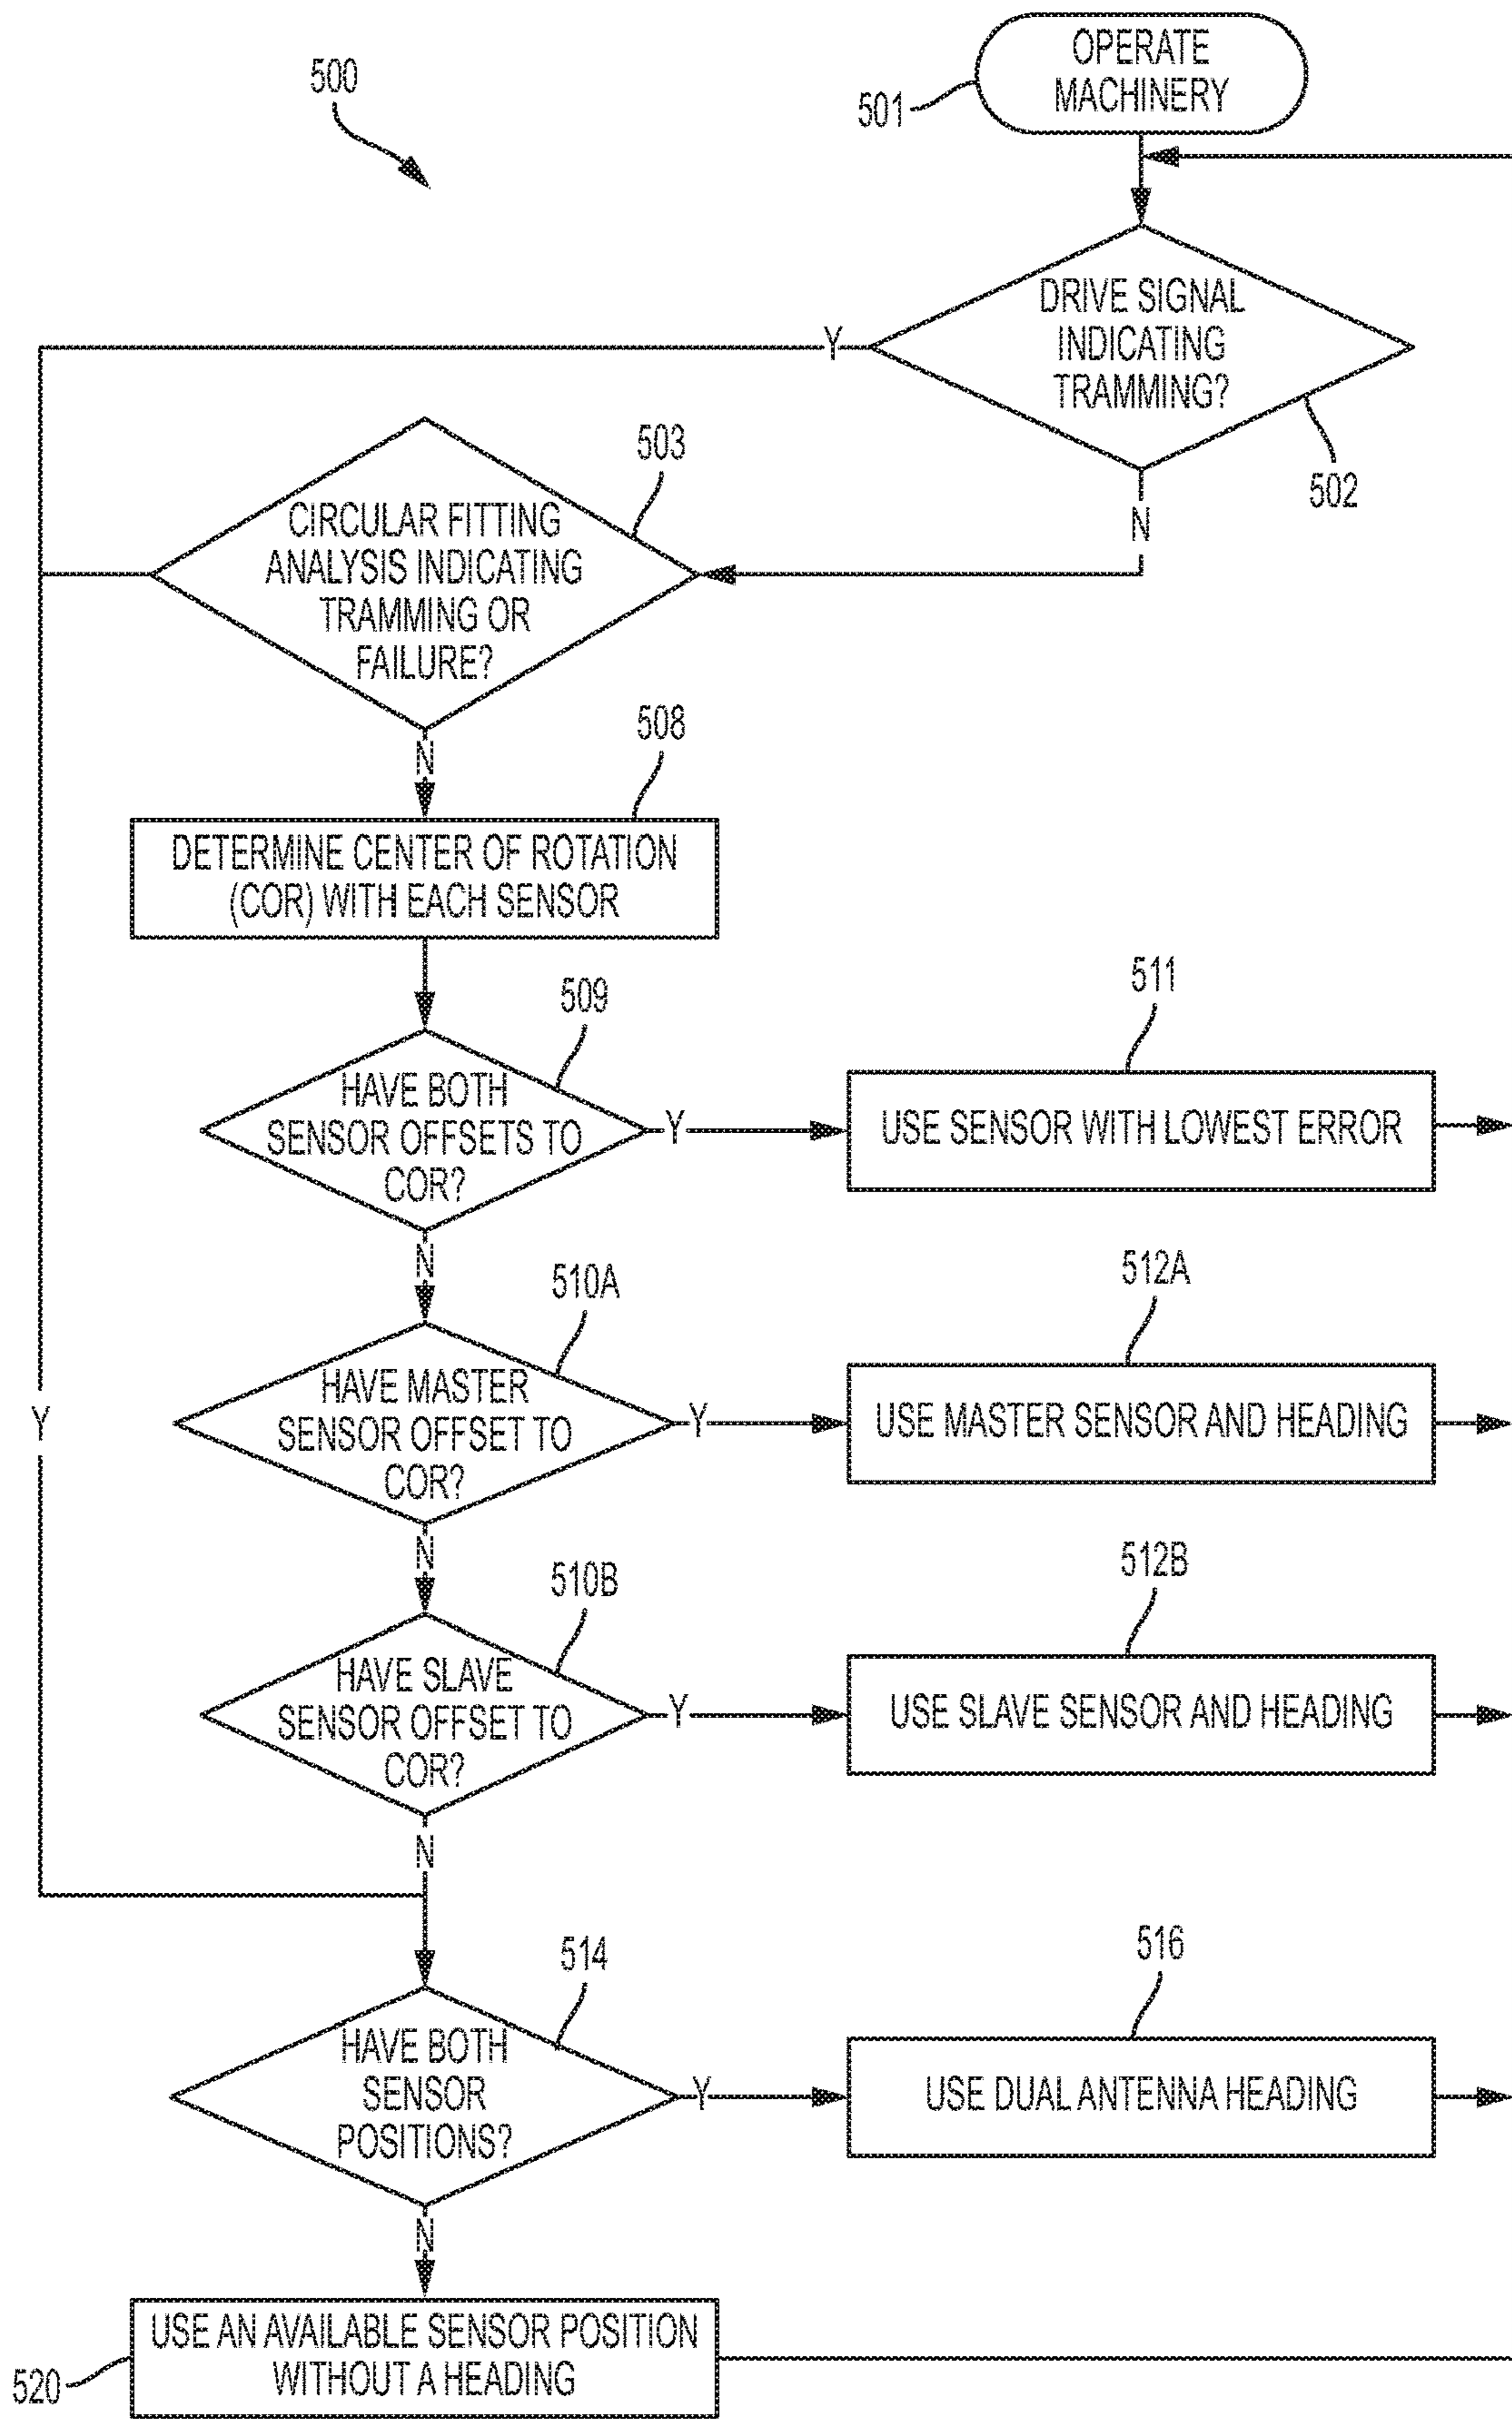 500
OPERATE
MACHINERY
501
DRIVE SIGNAL
INDICATING
TRAMMING?
502
Y
N
CIRCULAR FITTING
ANALYSIS INDICATING
TRAMMING OR
FAILURE?
503
N
508
DETERMINE CENTER OF ROTATION
(COR) WITH EACH SENSOR
509
HAVE BOTH
SENSOR OFFSETS TO
COR?
Y
511
USE SENSOR WITH LOWEST ERROR
N
510A
HAVE MASTER
SENSOR OFFSET TO
COR?
Y
512A
USE MASTER SENSOR AND HEADING
Y
N
510B
HAVE SLAVE
SENSOR OFFSET TO
COR?
Y
512B
USE SLAVE SENSOR AND HEADING
N
514
HAVE BOTH
SENSOR
POSITIONS?
Y
516
USE DUAL ANTENNA HEADING
N
USE AN AVAILABLE SENSOR POSITION
WITHOUT A HEADING
520